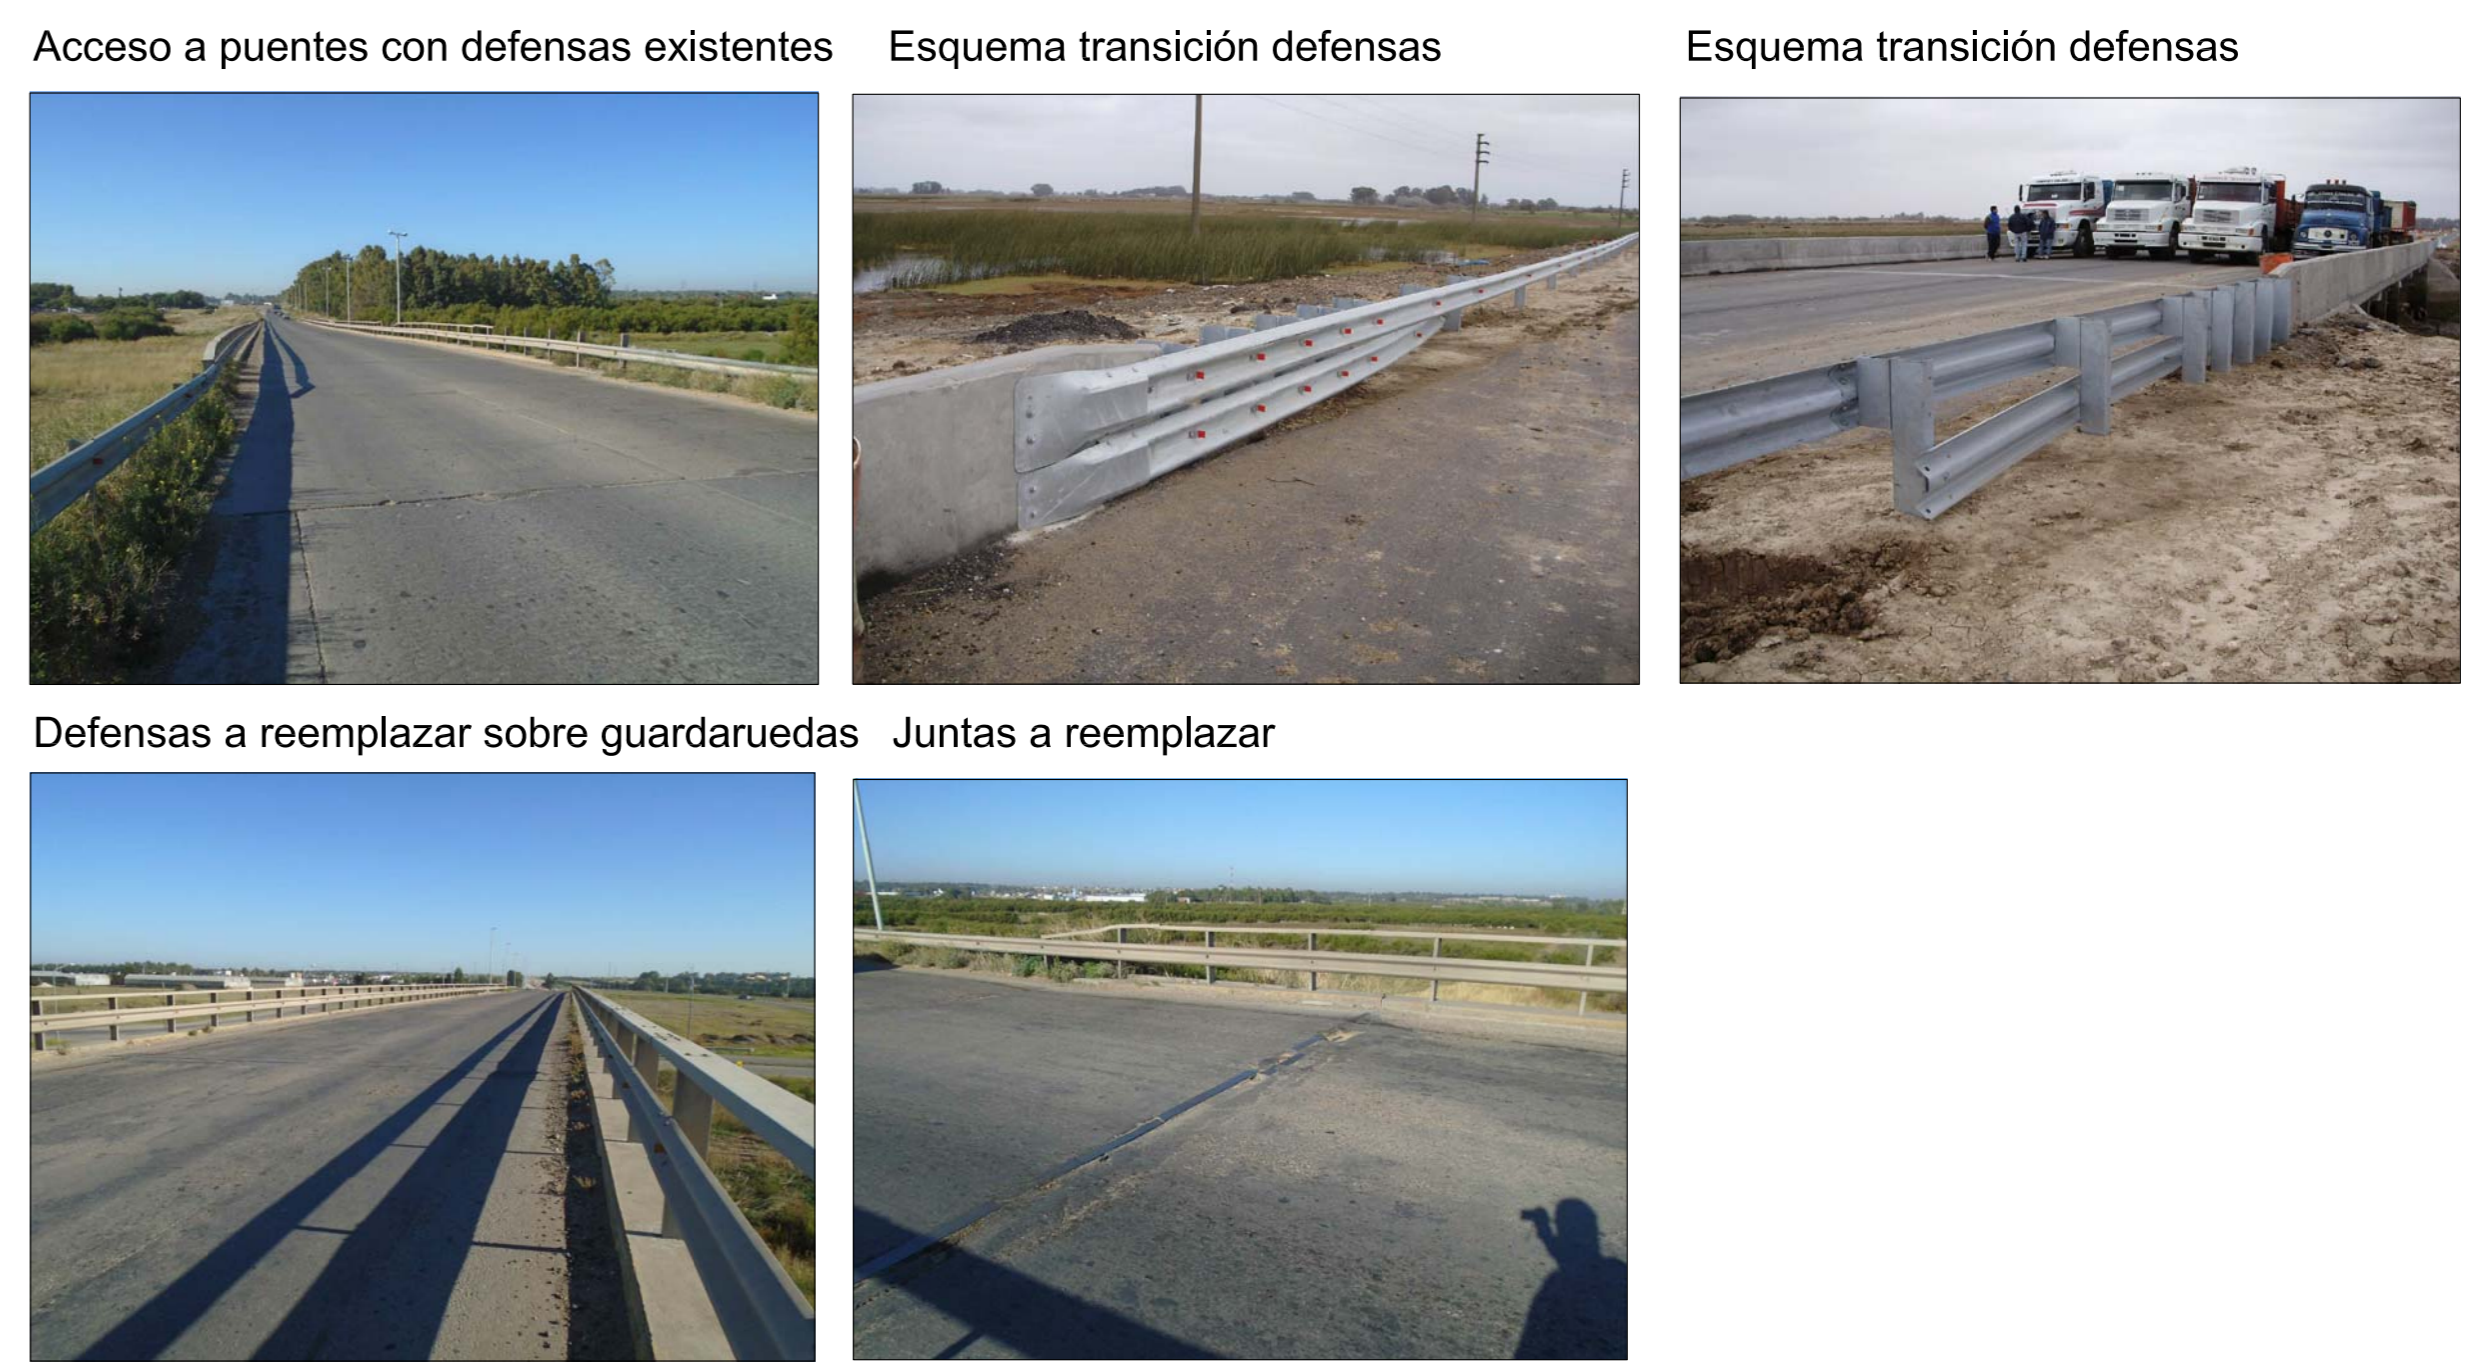 Acceso a puentes con defensas existentes
Esquema transición defensas
Esquema transición defensas
Defensas a reemplazar sobre guardaruedas
Juntas a reemplazar